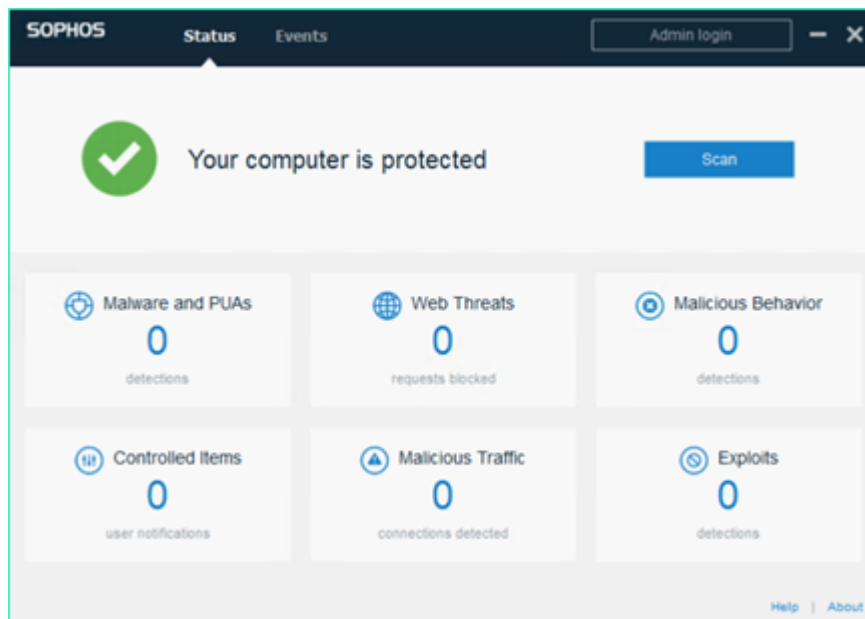 SOPHOS Status Events Admin login
Your computer is protected Scan
Malware and PUAs
0
detections
Web Threats
0
requests blocked
Malicious Behavior
0
detections
Controlled Items
0
user notifications
Malicious Traffic
0
connections detected
Exploits
0
detections
Help | About